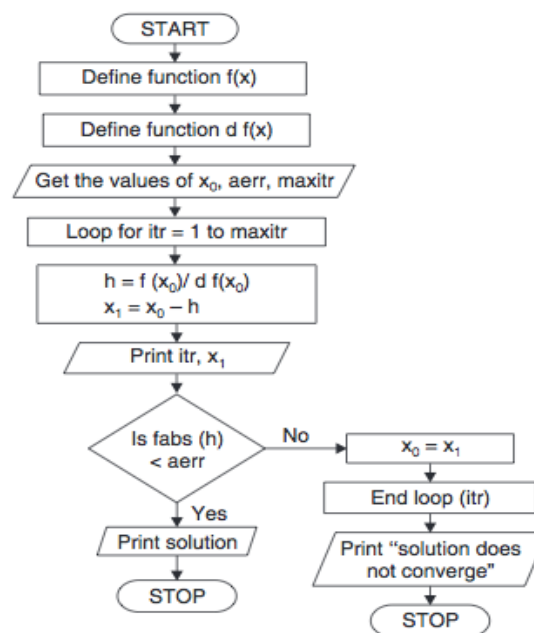 START
Define function f(x)
Define function d f(x)
Get the values of x₀, aerr, maxitr
Loop for itr = 1 to maxitr
h = f (x₀)/ d f(x₀)
x₁ = x₀ – h
Print itr, x₁
Is fabs (h)
< aerr
No
x₀ = x₁
End loop (itr)
Yes
Print solution
Print “solution does
not converge”
STOP
STOP